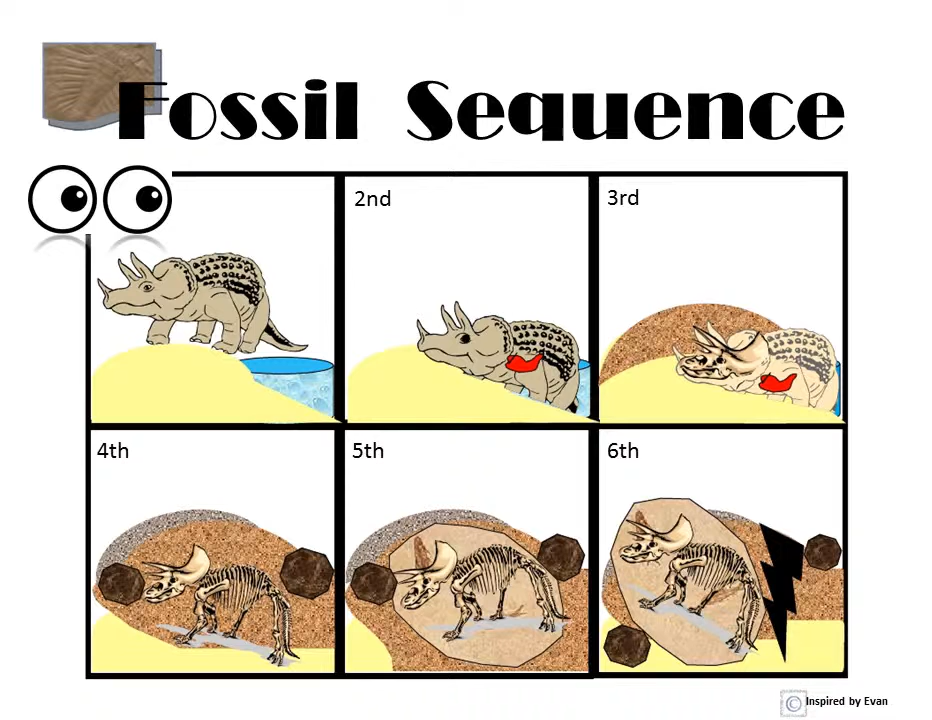 Fossil Sequence
2nd
3rd
4th
5th
6th
© Inspired by Evan